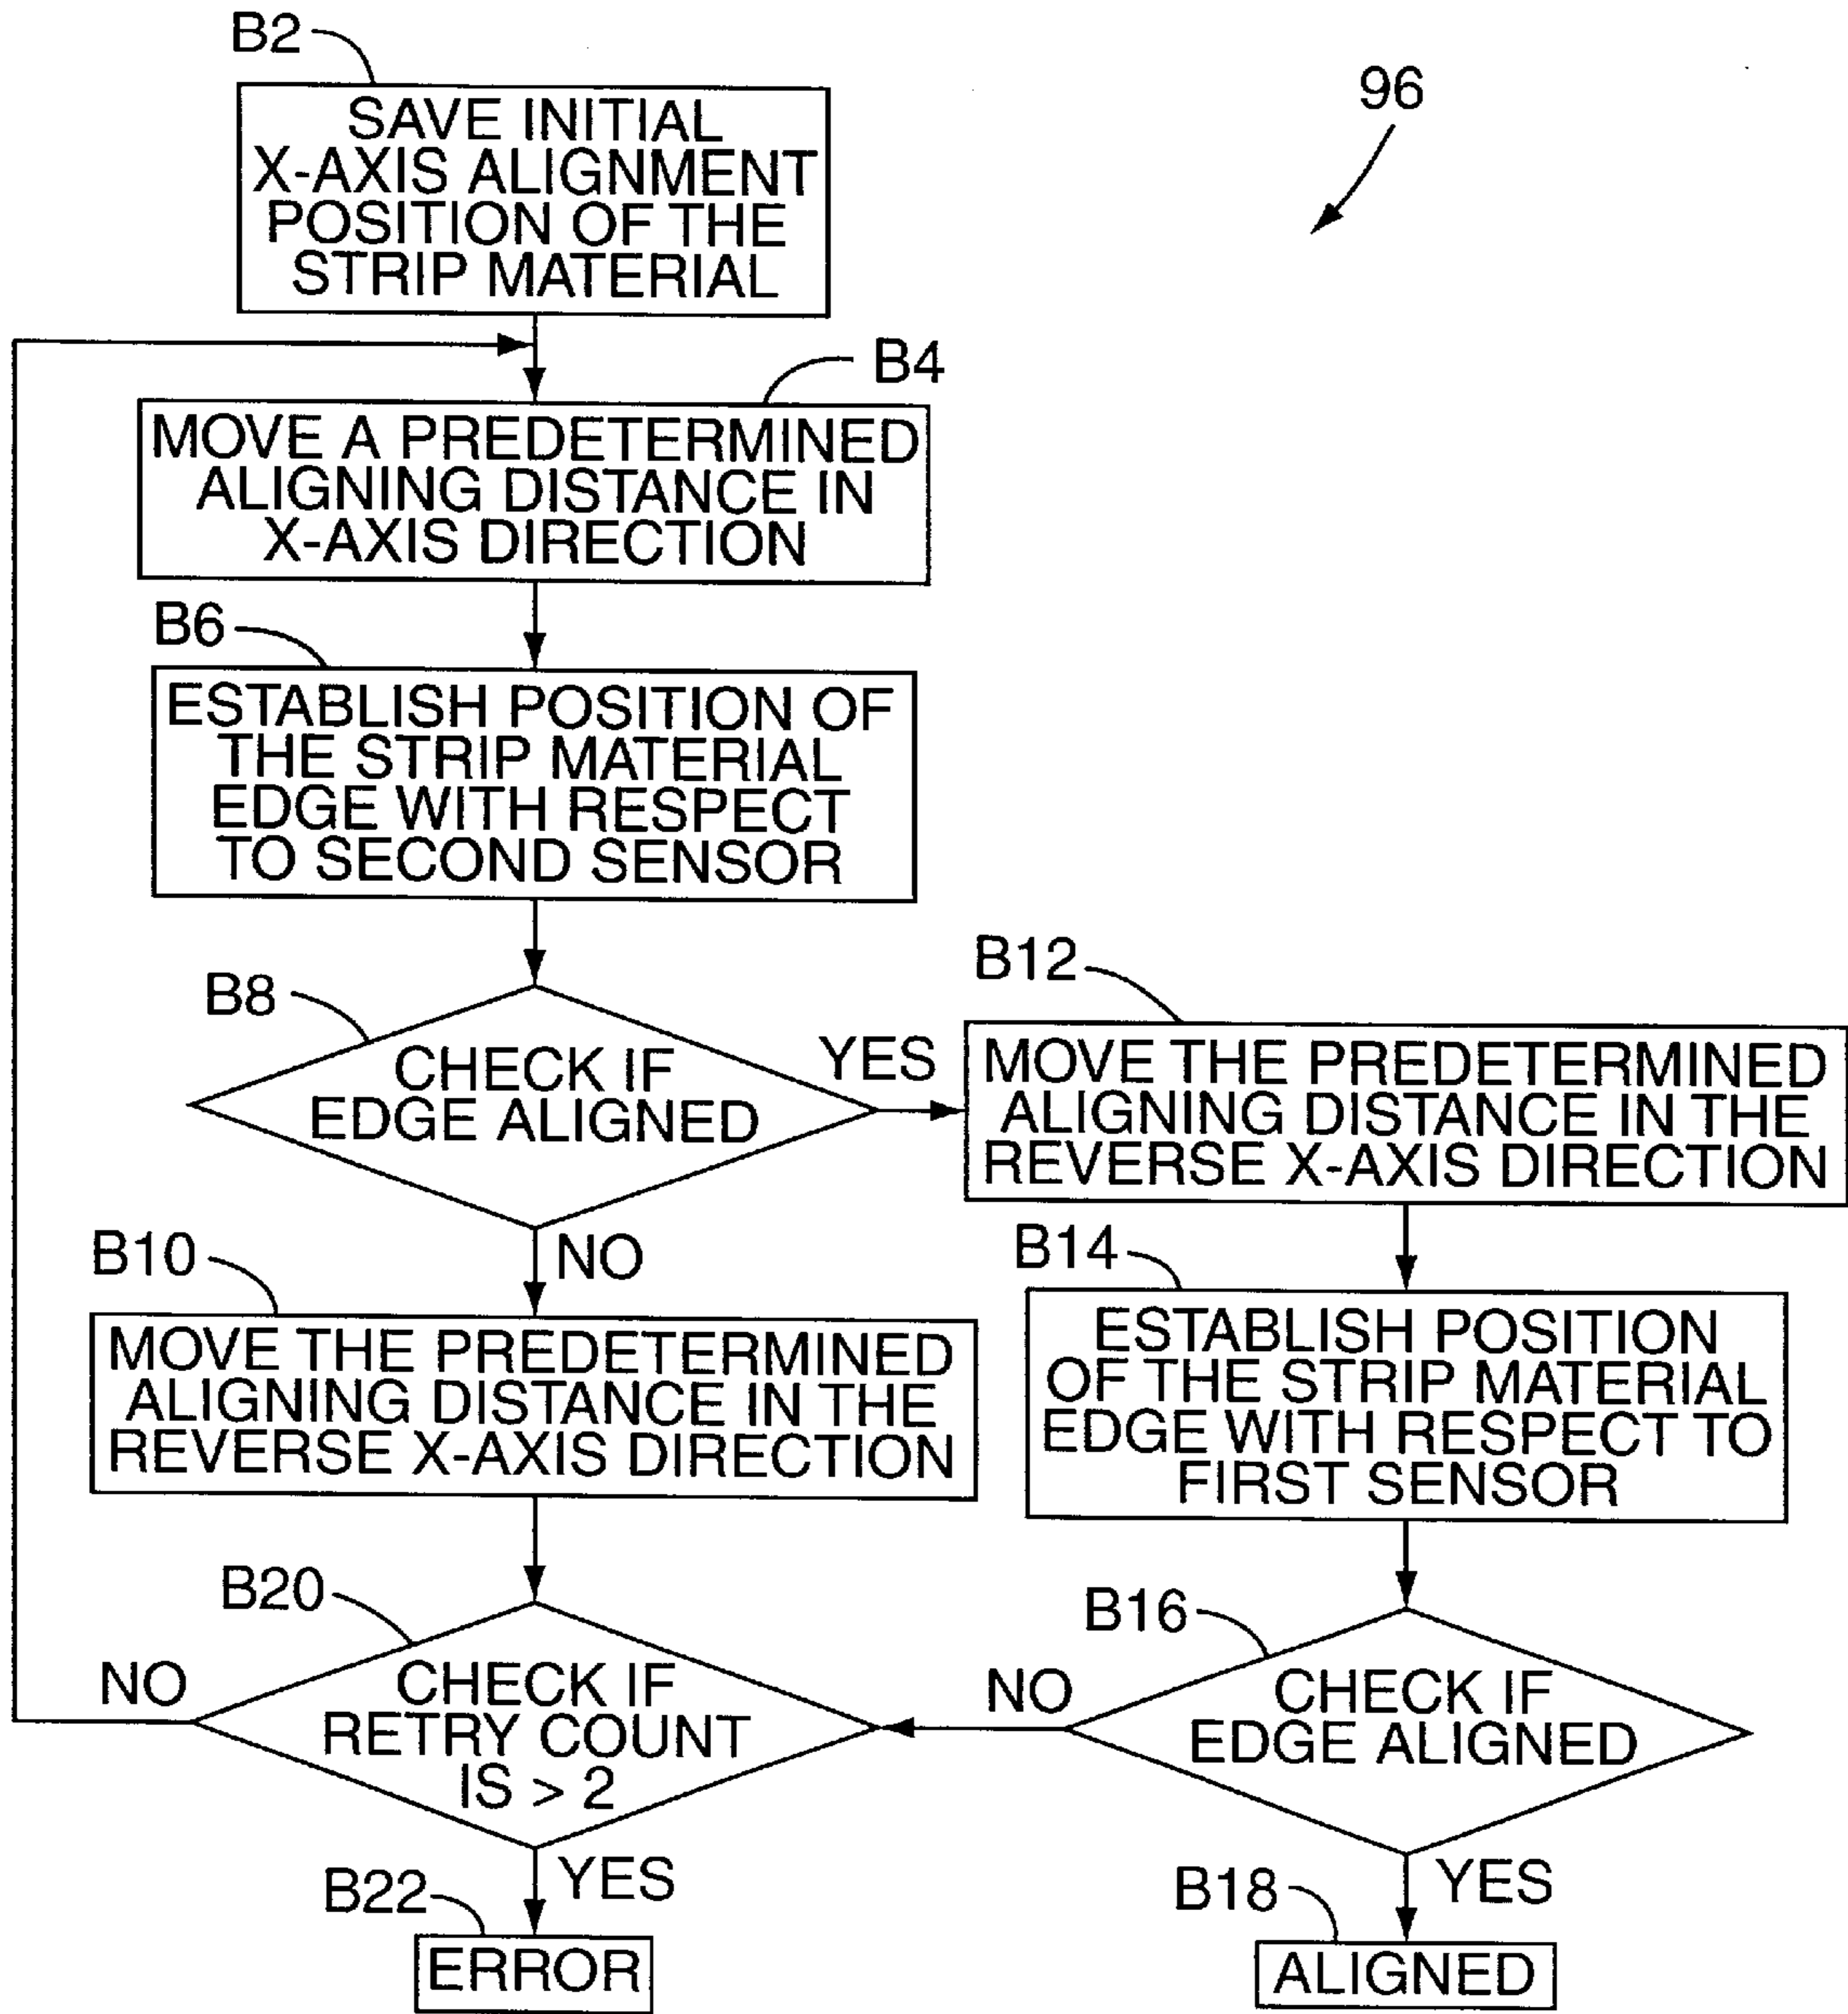 B2
96
SAVE INITIAL
X-AXIS ALIGNMENT
POSITION OF THE
STRIP MATERIAL
B4
MOVE A PREDETERMINED
ALIGNING DISTANCE IN
X-AXIS DIRECTION
B6
ESTABLISH POSITION OF
THE STRIP MATERIAL
EDGE WITH RESPECT
TO SECOND SENSOR
B8
CHECK IF
EDGE ALIGNED
YES
NO
B12
MOVE THE PREDETERMINED
ALIGNING DISTANCE IN THE
REVERSE X-AXIS DIRECTION
B10
MOVE THE PREDETERMINED
ALIGNING DISTANCE IN THE
REVERSE X-AXIS DIRECTION
B14
ESTABLISH POSITION
OF THE STRIP MATERIAL
EDGE WITH RESPECT TO
FIRST SENSOR
B20
CHECK IF
RETRY COUNT
IS > 2
NO
YES
B16
CHECK IF
EDGE ALIGNED
NO
YES
B22
ERROR
B18
ALIGNED